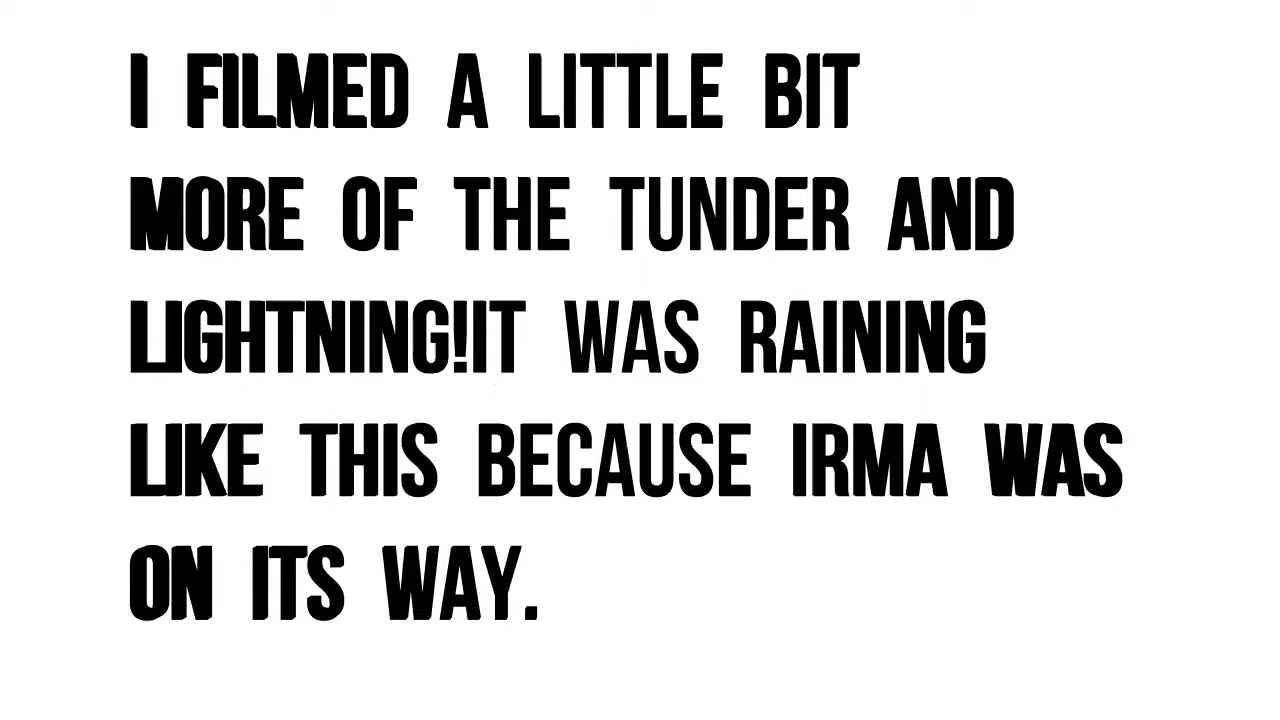 I FILMED A LITTLE BIT
MORE OF THE TUNDER AND
LIGHTNING!IT WAS RAINING
LIKE THIS BECAUSE IRMA WAS
ON ITS WAY.